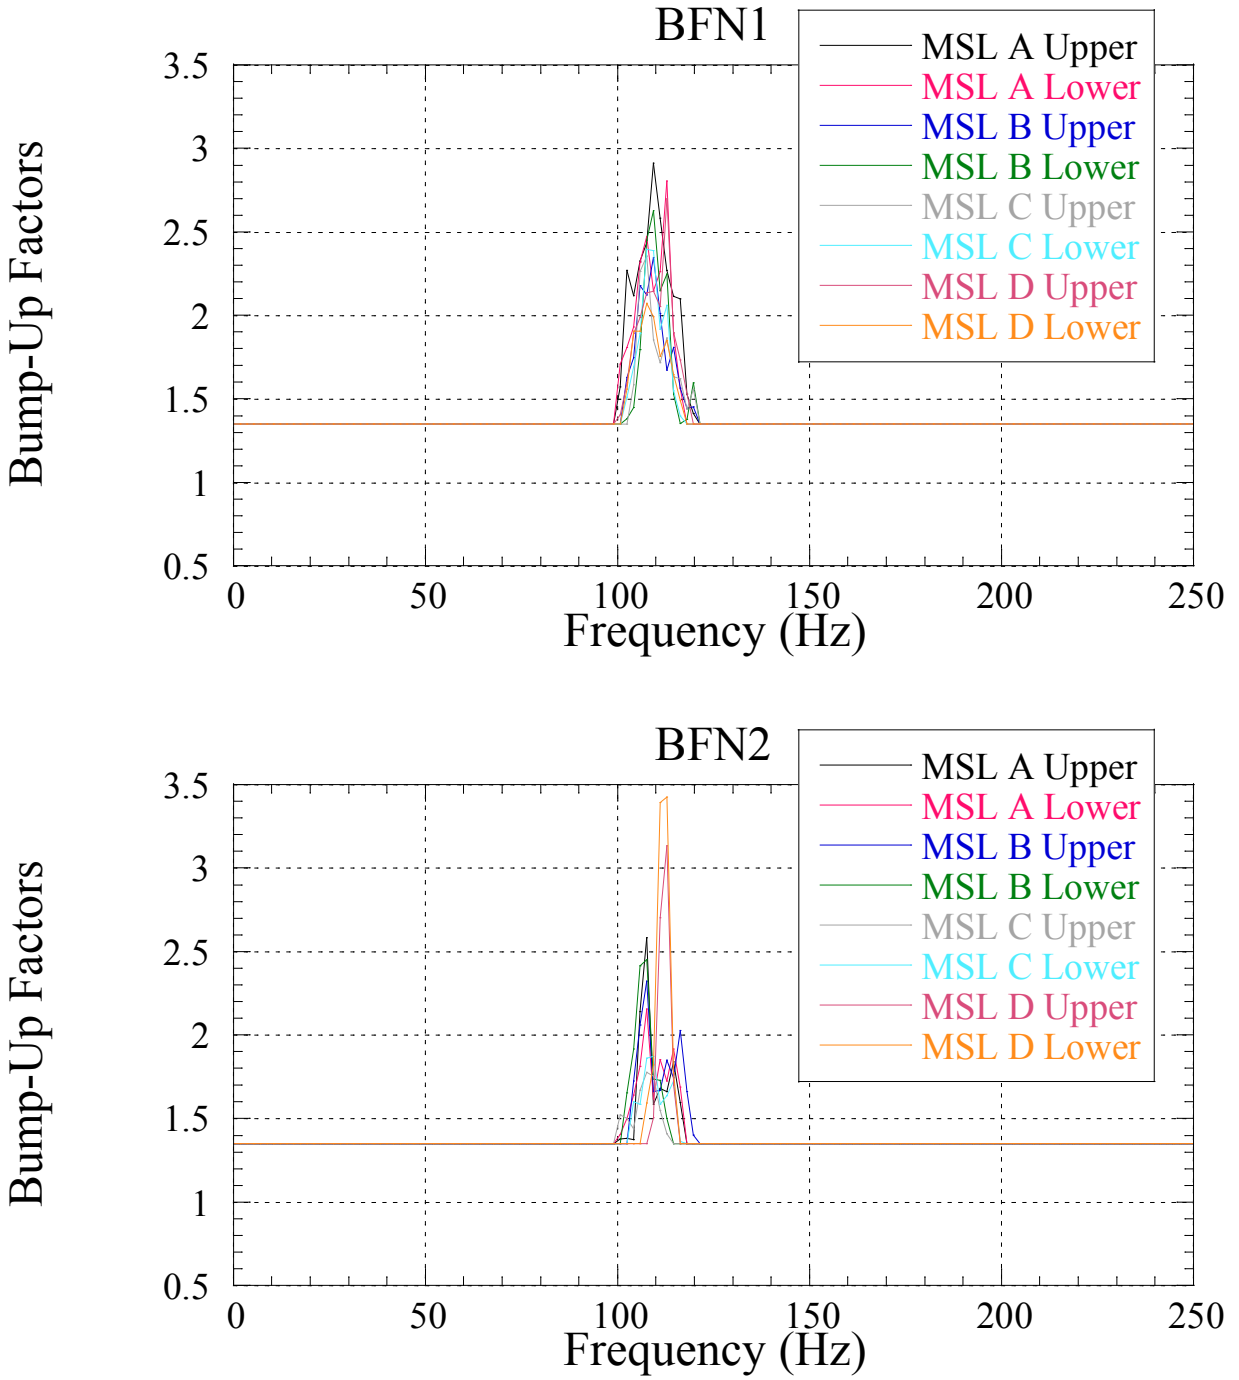 BFN1
MSL A Upper
MSL A Lower
MSL B Upper
MSL B Lower
MSL C Upper
MSL C Lower
MSL D Upper
MSL D Lower
Bump-Up Factors
3.5
3
2.5
2
1.5
1
0.5
0 50 100 150 200 250
Frequency (Hz)
BFN2
MSL A Upper
MSL A Lower
MSL B Upper
MSL B Lower
MSL C Upper
MSL C Lower
MSL D Upper
MSL D Lower
Bump-Up Factors
3.5
3
2.5
2
1.5
1
0.5
0 50 100 150 200 250
Frequency (Hz)